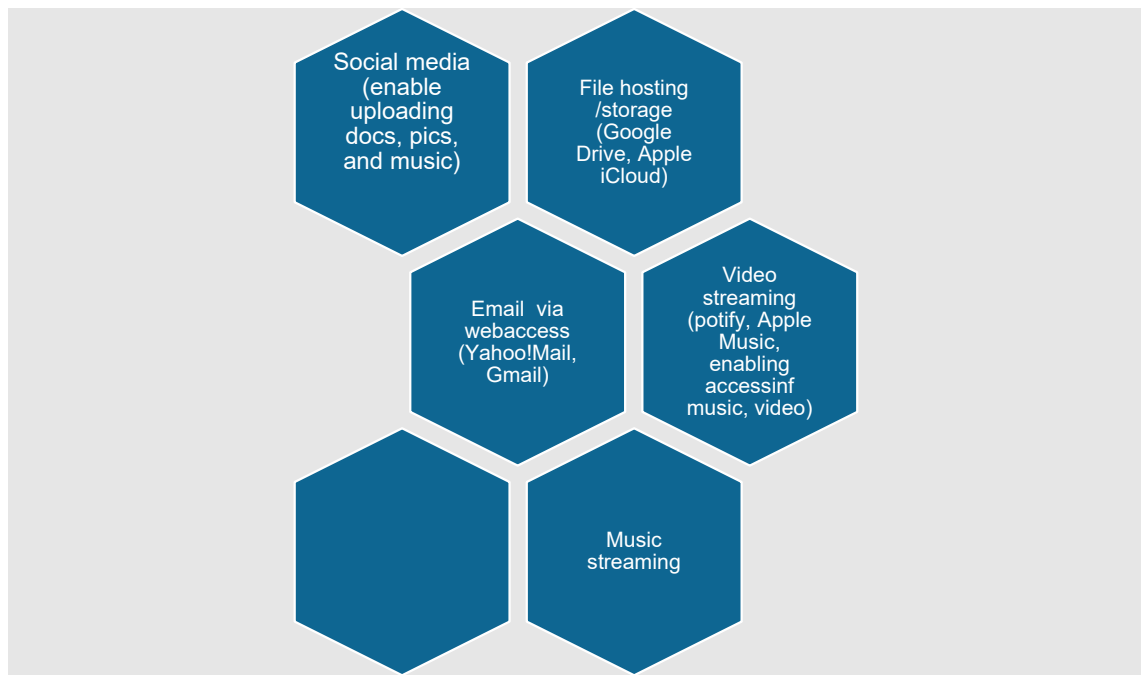 Social media
(enable
uploading
docs, pics,
and music)
File hosting
/storage
(Google
Drive, Apple
iCloud)
Email  via
webaccess
(Yahoo!Mail,
Gmail)
Video
streaming
(potify, Apple
Music,
enabling
accessinf
music, video)
Music
streaming